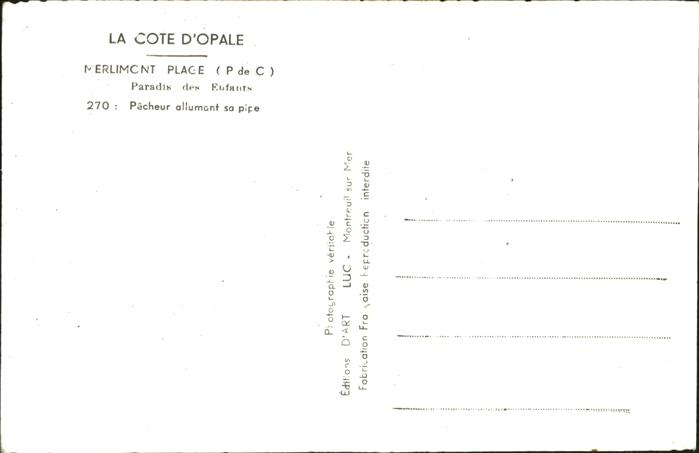 LA COTE D'OPALE
MERLIMONT PLAGE ( P de C )
Paradis des Enfants
270 : Pêcheur allumant sa pipe
Photographie véritable
Éditions D'ART LUC - Montreuil sur Mer
Fabrication Française Reproduction interdite